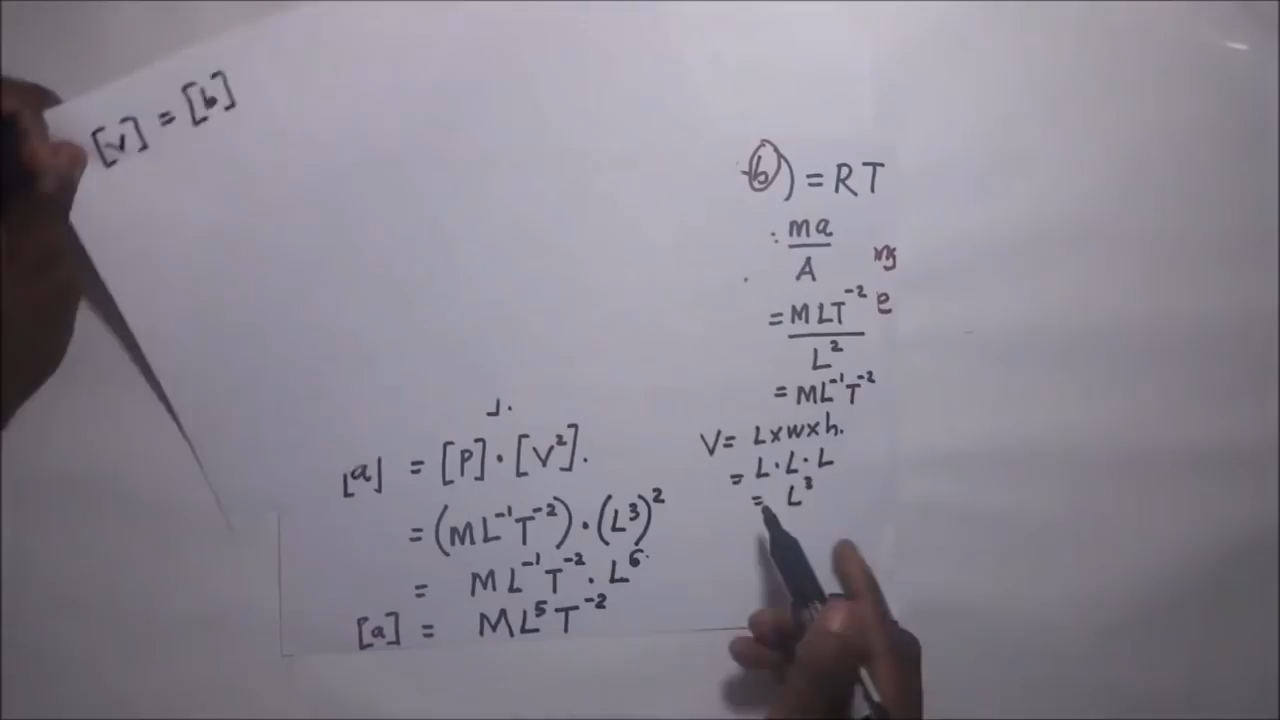 [v] = [b]
b) = RT
ma
A
= MLT⁻²
L²
= ML⁻¹T⁻²
V = L×w×h.
= L·L·L
= L³
[a] = [P]·[V²].
= (ML⁻¹T⁻²)·(L³)²
= ML⁻¹T⁻². L⁶
[a] = ML⁵T⁻²